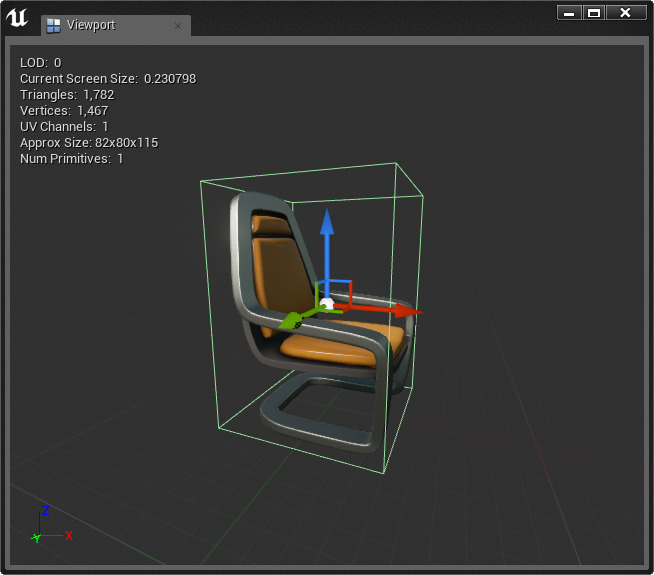 Viewport
LOD: 0
Current Screen Size: 0.230798
Triangles: 1,782
Vertices: 1,467
UV Channels: 1
Approx Size: 82x80x115
Num Primitives: 1
Z
X
Y